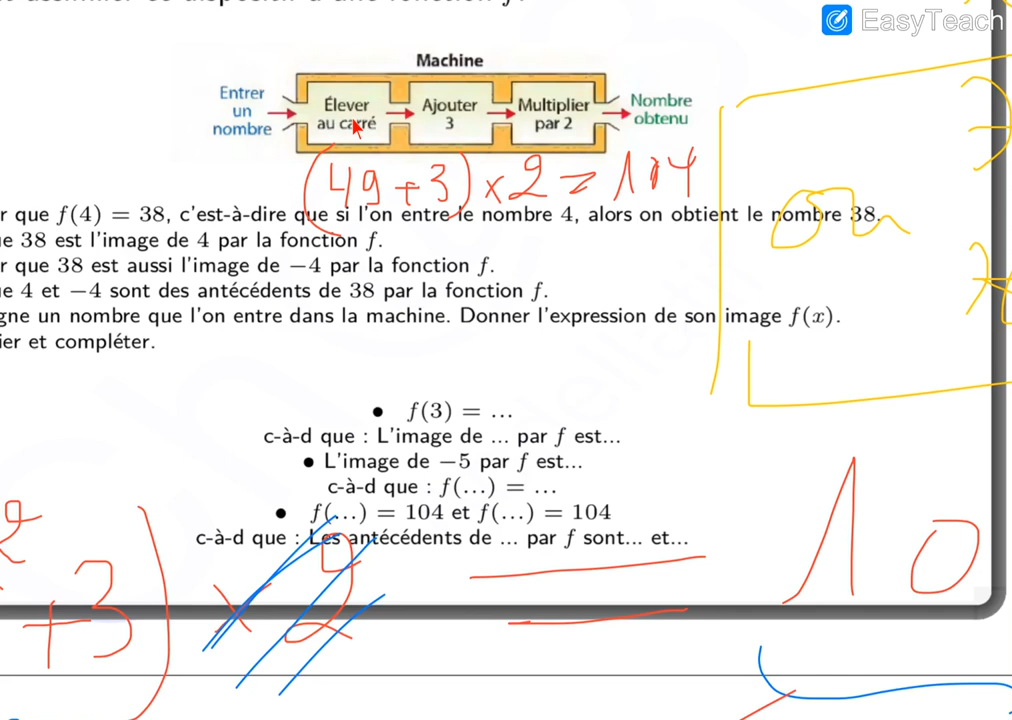 EasyTeach
Machine
Entrer un nombre
Élever au carré
Ajouter 3
Multiplier par 2
Nombre obtenu
(49+3)×2=104
r que f(4) = 38, c'est-à-dire que si l'on entre le nombre 4, alors on obtient le nombre 38.
e 38 est l'image de 4 par la fonction f.
r que 38 est aussi l'image de −4 par la fonction f.
e 4 et −4 sont des antécédents de 38 par la fonction f.
gne un nombre que l'on entre dans la machine. Donner l'expression de son image f(x).
ier et compléter.
ou
• f(3) = ...
c-à-d que : L'image de ... par f est...
• L'image de −5 par f est...
c-à-d que : f(...) = ...
• f(...) = 104 et f(...) = 104
c-à-d que : Les antécédents de ... par f sont... et...
+3) × 2 = 10